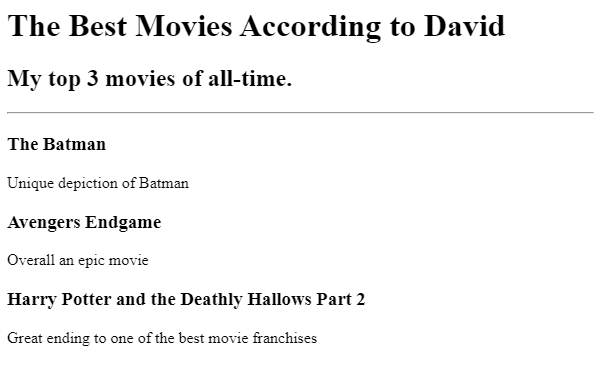 The Best Movies According to David
My top 3 movies of all-time.
The Batman
Unique depiction of Batman
Avengers Endgame
Overall an epic movie
Harry Potter and the Deathly Hallows Part 2
Great ending to one of the best movie franchises